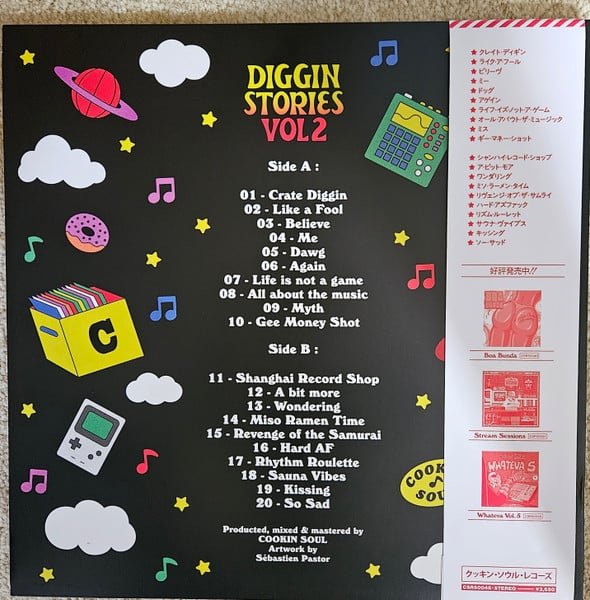 DIGGIN
STORIES
VOL 2
Side A :
01 - Crate Diggin
02 - Like a Fool
03 - Believe
04 - Me
05 - Dawg
06 - Again
07 - Life is not a game
08 - All about the music
09 - Myth
10 - Gee Money Shot
Side B :
11 - Shanghai Record Shop
12 - A bit more
13 - Wondering
14 - Miso Ramen Time
15 - Revenge of the Samurai
16 - Hard AF
17 - Rhythm Roulette
18 - Sauna Vibes
19 - Kissing
20 - So Sad
Producted, mixed & mastered by
COOKIN SOUL
Artwork by
Sébastien Pastor
C
COOK
SOU
★ クレイト・ディギン
★ ライク・ア・フール
★ ビリーヴ
★ ミー
★ ドッグ
★ アゲイン
★ ライフ・イズ・ノット・ア・ゲーム
★ オール・アバウト・ザ・ミュージック
★ ミス
★ ギー・マネー・ショット
★ シャンハイ・レコード・ショップ
★ ア・ビット・モア
★ ワンダリング
★ ミソ・ラーメン・タイム
★ リヴェンジ・オブ・ザ・サムライ
★ ハード・アズ・ファック
★ リズム・ルーレット
★ サウナ・ヴァイブス
★ キッシング
★ ソー・サッド
好評発売中!!
Boa Bunda
Stream Sessions
WHATEVA 5
Whateva Vol. 5
クッキン・ソウル・レコーズ
CSRS0046・STEREO ¥3,850